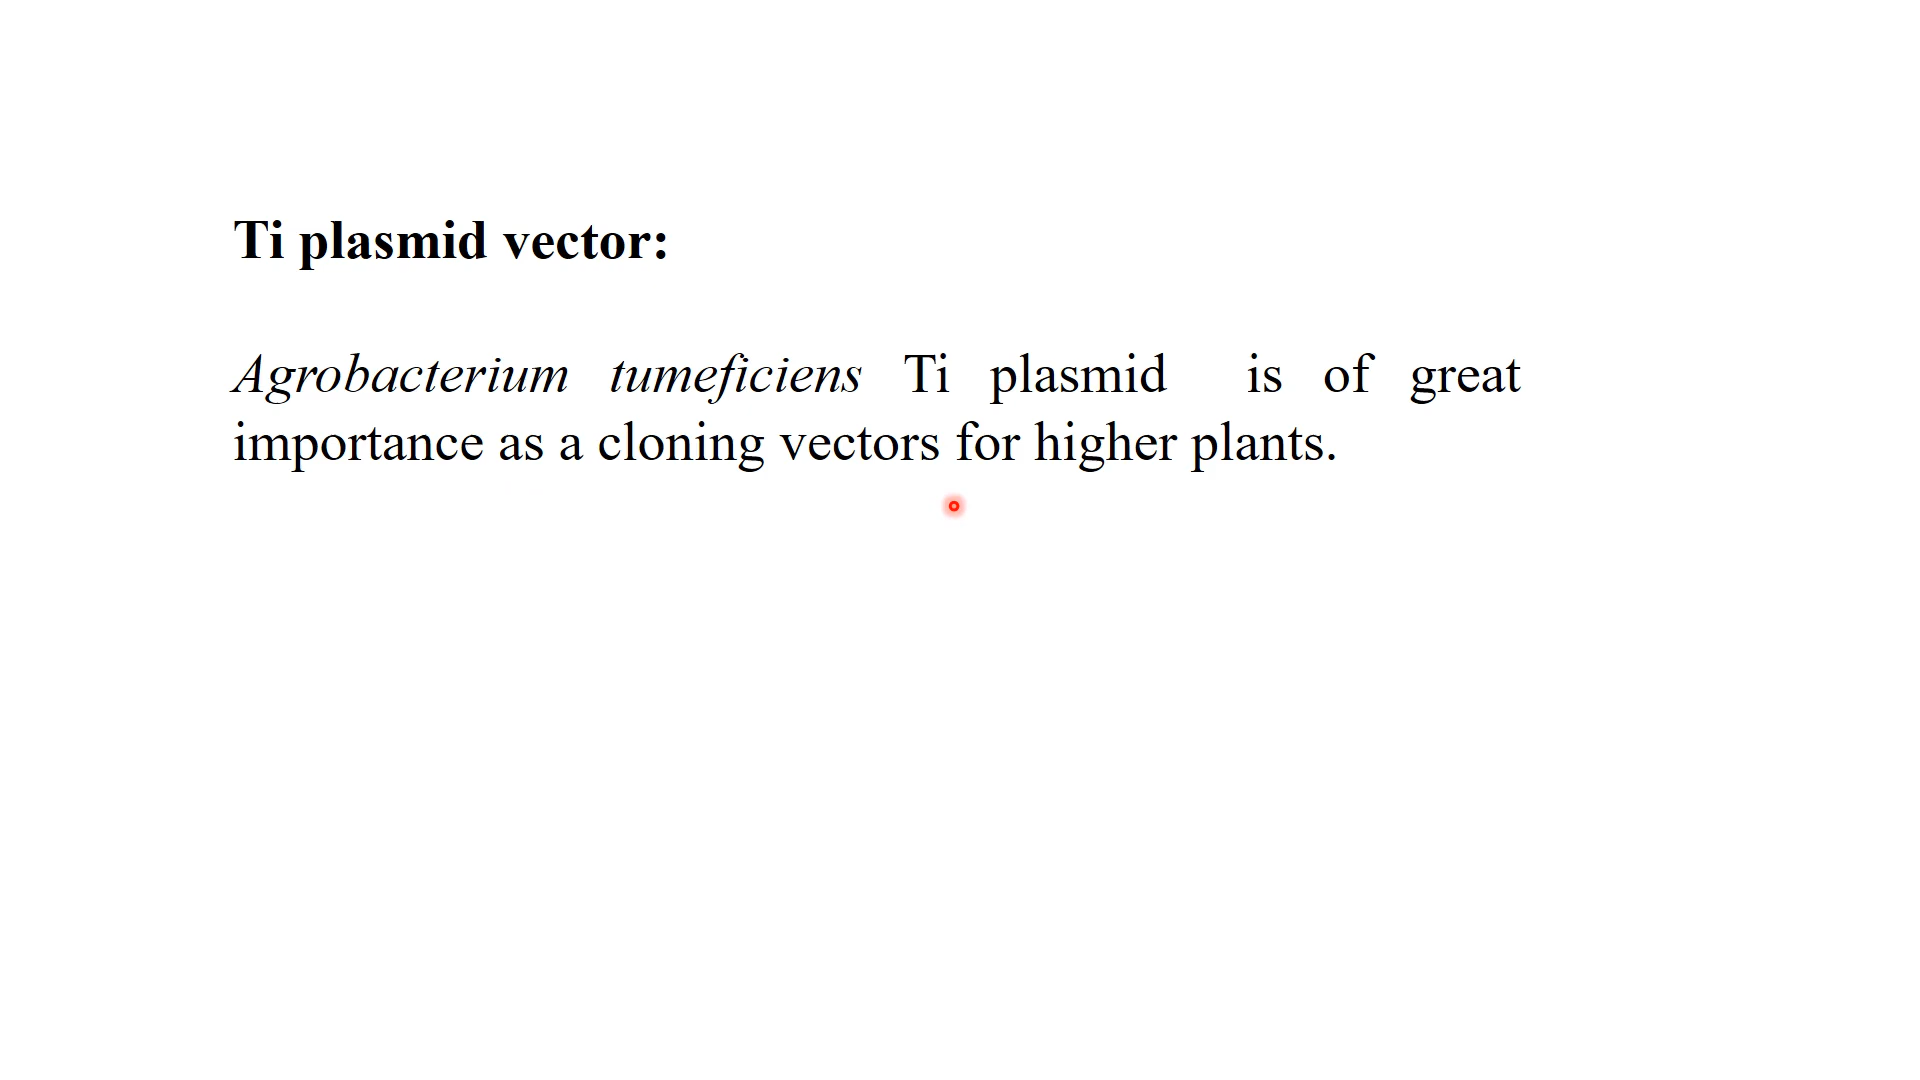 Ti plasmid vector:
Agrobacterium tumeficiens Ti plasmid is of great
importance as a cloning vectors for higher plants.